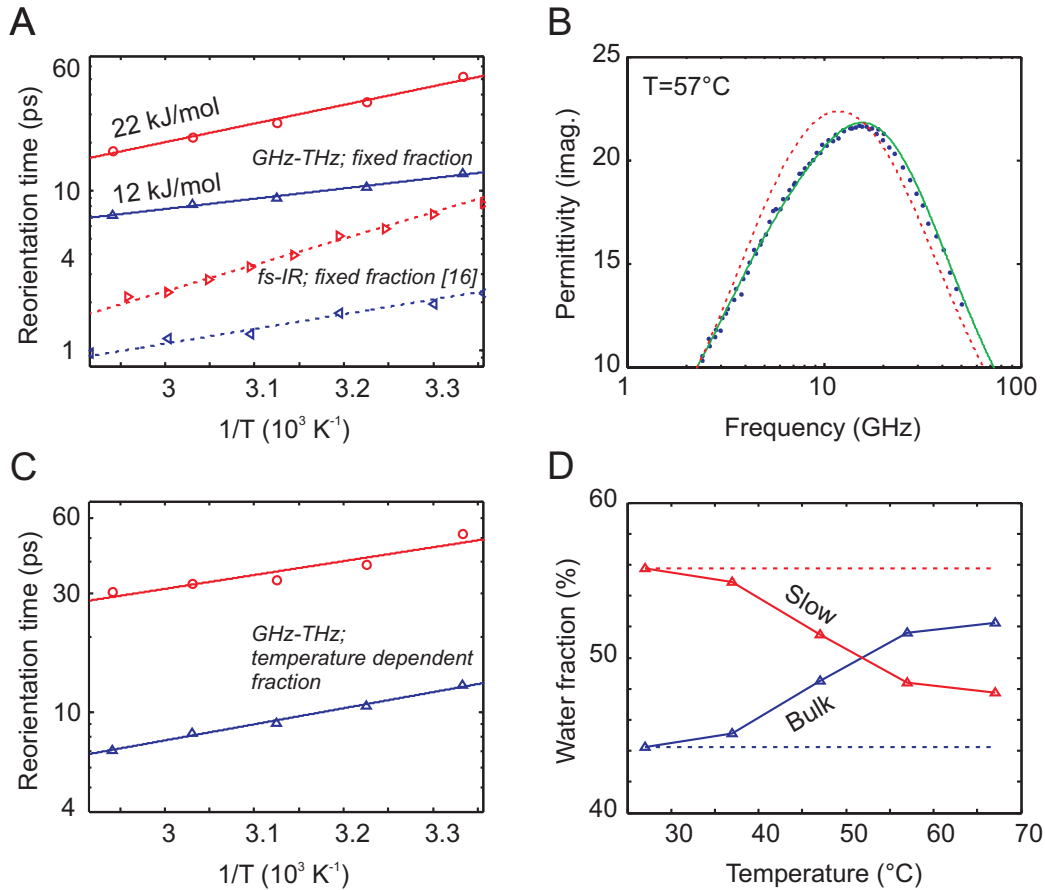 A
60
10
4
1
Reorientation time (ps)
22 kJ/mol
GHz-THz; fixed fraction
12 kJ/mol
fs-IR; fixed fraction [16]
3
3.1
3.2
3.3
1/T (10³ K⁻¹)
B
25
20
15
10
Permittivity (imag.)
T=57°C
1
10
100
Frequency (GHz)
C
60
30
10
4
Reorientation time (ps)
GHz-THz;
temperature dependent
fraction
3
3.1
3.2
3.3
1/T (10³ K⁻¹)
D
60
50
40
Water fraction (%)
Slow
Bulk
30
40
50
60
70
Temperature (°C)